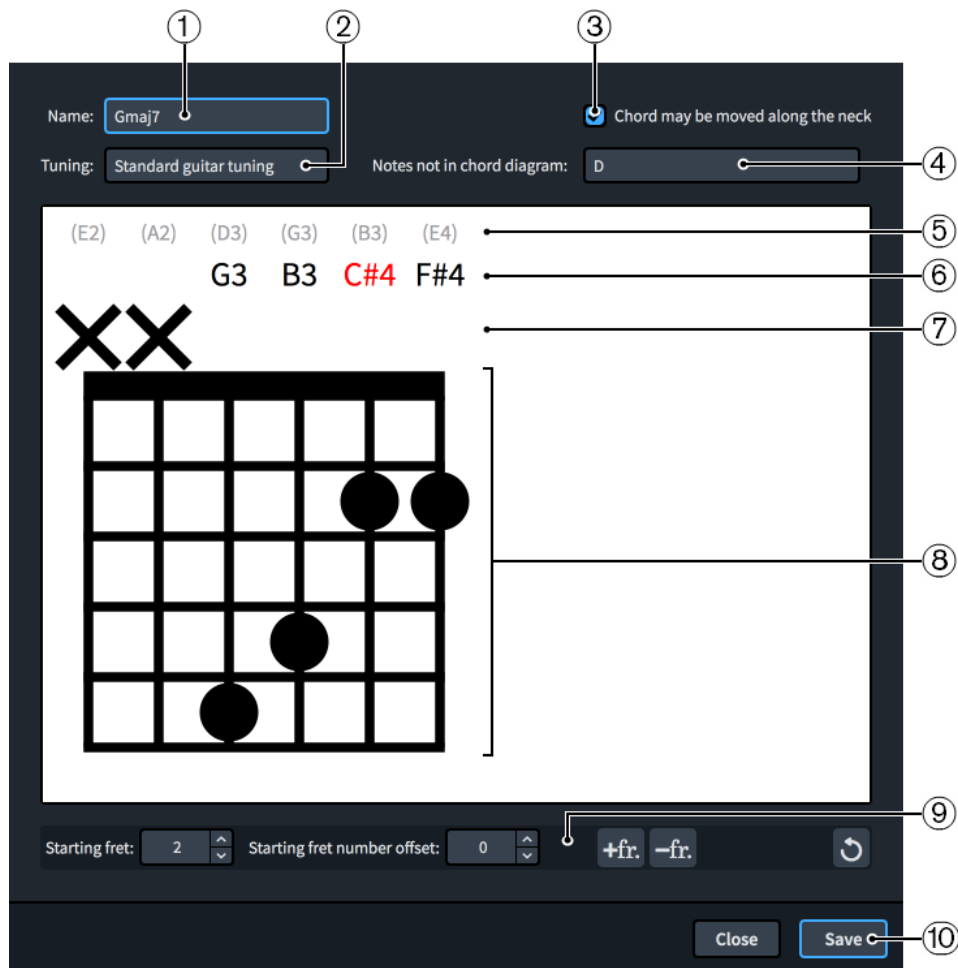 ① ② ③
Name: Gmaj7 Chord may be moved along the neck
Tuning: Standard guitar tuning Notes not in chord diagram: D ④
(E2) (A2) (D3) (G3) (B3) (E4) ⑤
G3 B3 C#4 F#4 ⑥
⑦
⑧
⑨
Starting fret: 2 Starting fret number offset: 0 +fr. −fr.
Close Save ⑩